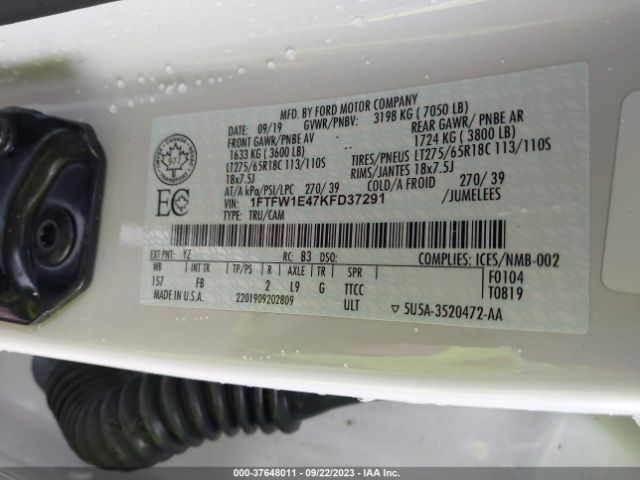 MFD. BY FORD MOTOR COMPANY
DATE: 09/19 GVWR/PNBV: 3198 KG ( 7050 LB)
FRONT GAWR/PNBE AV REAR GAWR/ PNBE AR
1633 KG ( 3600 LB) 1724 KG ( 3800 LB)
LT275/65R18C 113/110S TIRES/PNEUS LT275/65R18C 113/110S
18x7.5J RIMS/JANTES 18x7.5J
AT/A kPa/PSI/LPC 270/ 39 COLD/A FROID 270/ 39
VIN: 1FTFW1E47KFD37291 /JUMELEES
TYPE: TRU/CAM
CANADA
977
TRANSPORT
EC
EXT PNT: YZ RC: B3 DSO: COMPLIES: ICES/NMB-002
WB INT TR TP/PS R AXLE TR SPR F0104
157 FB 2 L9 G TTCC T0819
MADE IN U.S.A. 2201909202809 ULT ▽ 5U5A-3520472-AA
000-37648011 - 09/22/2023 - IAA Inc.